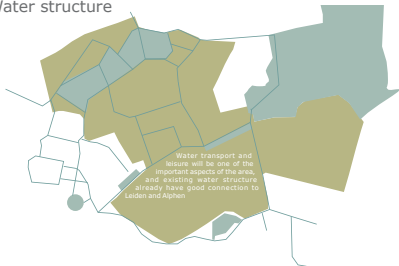 Water structure
Water transport and
leisure will be one of the
important aspects of the area,
and existing water structure
already have good connection to
Leiden and Alphen